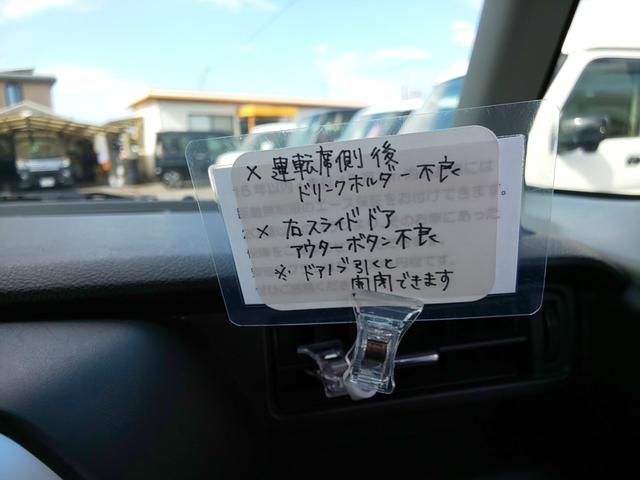 × 運転席側後
ドリンクホルダー不良
× 右スライドドア
アウターボタン不良
※ ドアノブ引くと
開閉できます